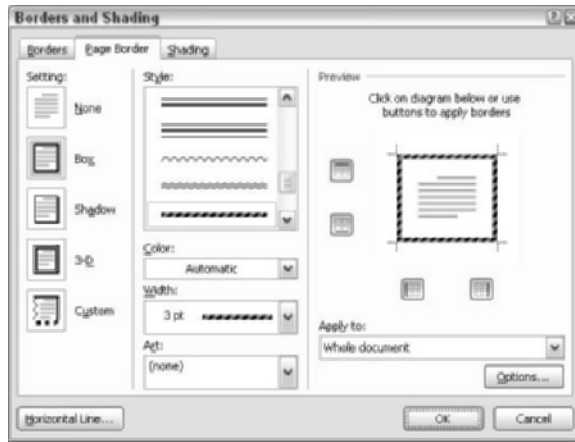 Borders and Shading
Borders
Page Border
Shading
Setting:
None
Box
Shadow
3-D
Custom
Style:
Color:
Automatic
Width:
3 pt
Art:
(none)
Preview
Click on diagram below or use
buttons to apply borders
Apply to:
Whole document
Options...
Horizontal Line...
OK
Cancel